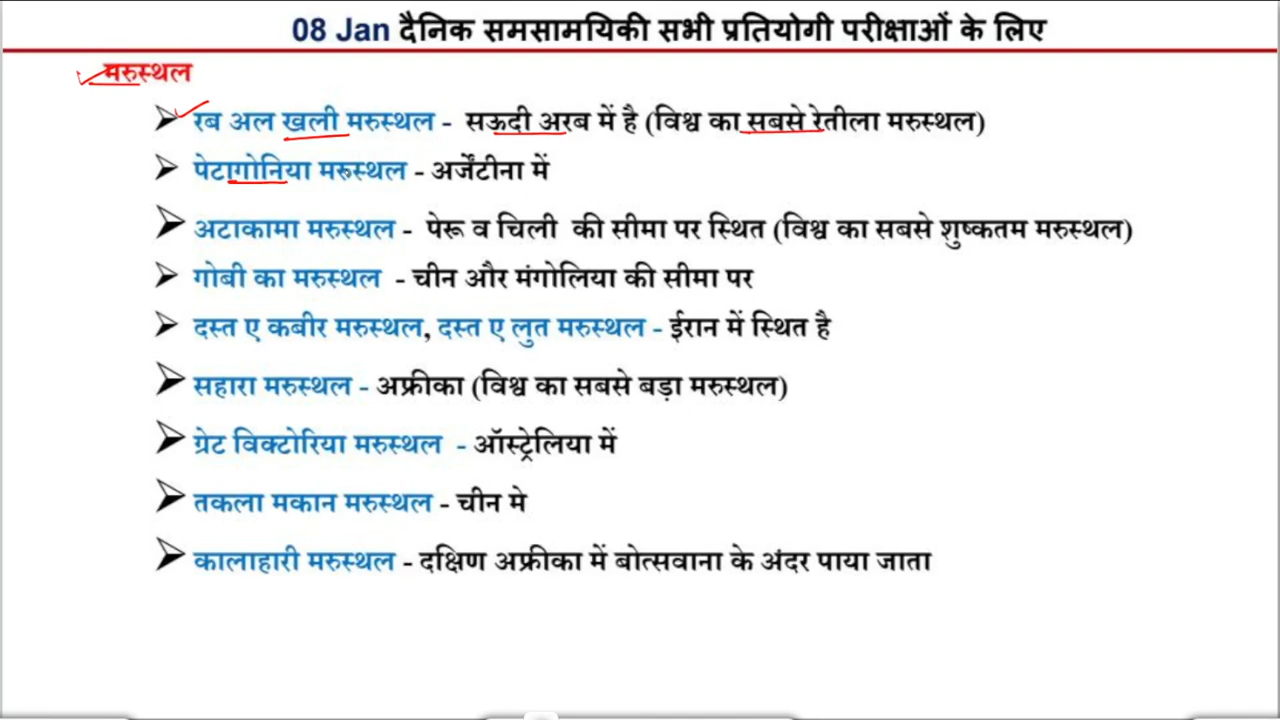 08 Jan दैनिक समसामयिकी सभी प्रतियोगी परीक्षाओं के लिए
मरुस्थल
रब अल खली मरुस्थल - सऊदी अरब में है (विश्व का सबसे रेतीला मरुस्थल)
पेटागोनिया मरुस्थल - अर्जेंटीना में
अटाकामा मरुस्थल - पेरू व चिली की सीमा पर स्थित (विश्व का सबसे शुष्कतम मरुस्थल)
गोबी का मरुस्थल - चीन और मंगोलिया की सीमा पर
दस्त ए कबीर मरुस्थल, दस्त ए लुत मरुस्थल - ईरान में स्थित है
सहारा मरुस्थल - अफ्रीका (विश्व का सबसे बड़ा मरुस्थल)
ग्रेट विक्टोरिया मरुस्थल - ऑस्ट्रेलिया में
तकला मकान मरुस्थल - चीन मे
कालाहारी मरुस्थल - दक्षिण अफ्रीका में बोत्सवाना के अंदर पाया जाता